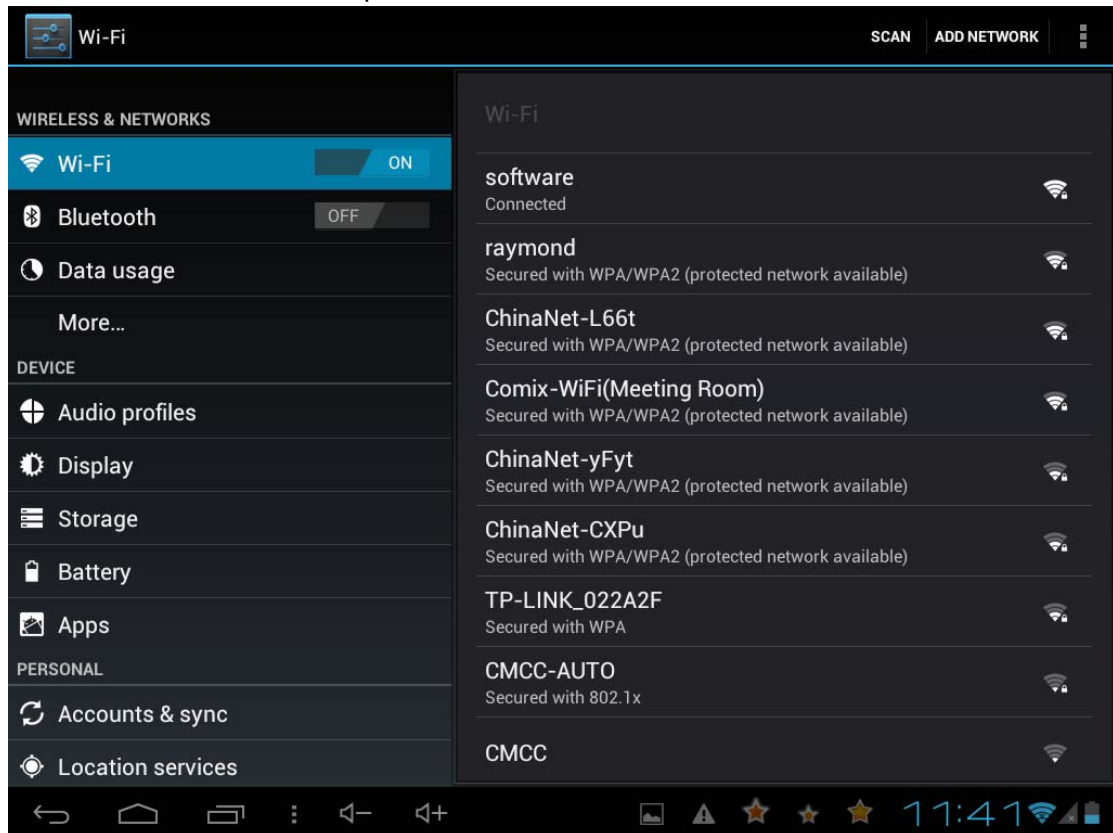 Wi-Fi
SCAN
ADD NETWORK
WIRELESS & NETWORKS
Wi-Fi
ON
Bluetooth
OFF
Data usage
More...
DEVICE
Audio profiles
Display
Storage
Battery
Apps
PERSONAL
Accounts & sync
Location services
Wi-Fi
software
Connected
raymond
Secured with WPA/WPA2 (protected network available)
ChinaNet-L66t
Secured with WPA/WPA2 (protected network available)
Comix-WiFi(Meeting Room)
Secured with WPA/WPA2 (protected network available)
ChinaNet-yFyt
Secured with WPA/WPA2 (protected network available)
ChinaNet-CXPu
Secured with WPA/WPA2 (protected network available)
TP-LINK_022A2F
Secured with WPA
CMCC-AUTO
Secured with 802.1x
CMCC
11:41